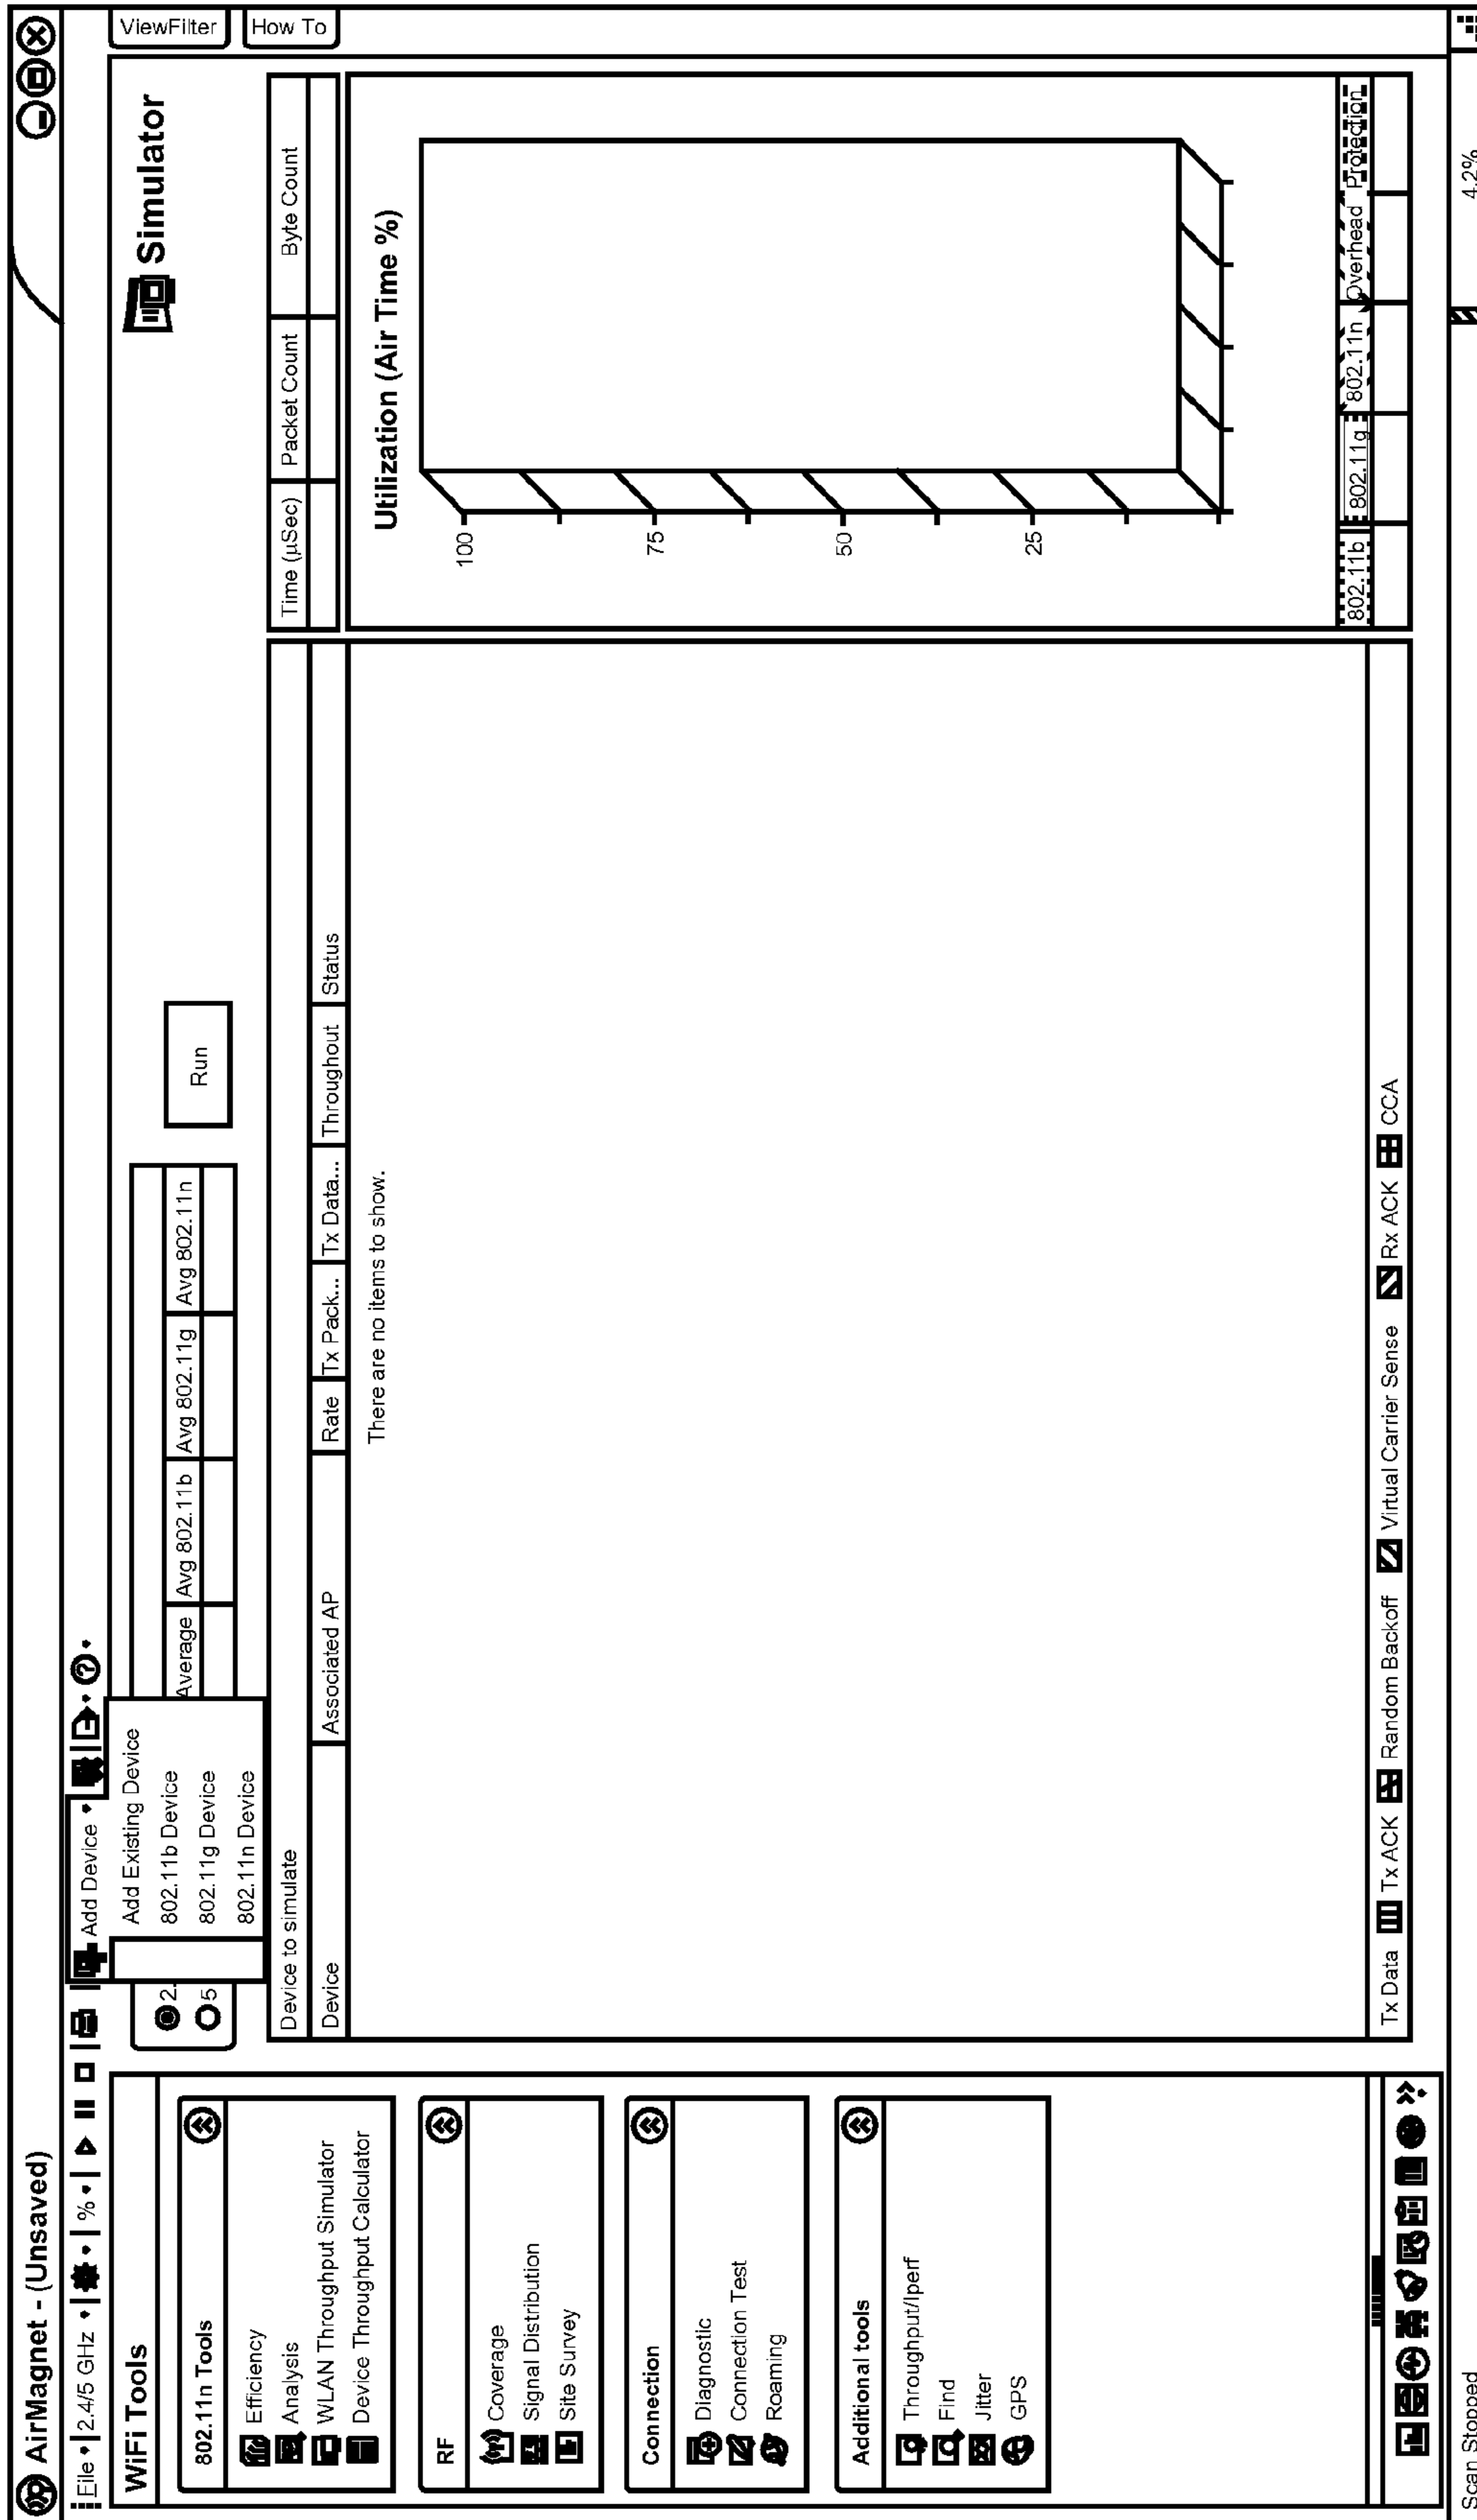 AirMagnet - (Unsaved)
File 2.4/5 GHz % Add Device
WiFi Tools
802.11n Tools
Efficiency
Analysis
WLAN Throughput Simulator
Device Throughput Calculator
RF
Coverage
Signal Distribution
Site Survey
Connection
Diagnostic
Connection Test
Roaming
Additional tools
Throughput/Iperf
Find
Jitter
GPS
Add Existing Device
802.11b Device
802.11g Device
802.11n Device
2.
5
Average Avg 802.11b Avg 802.11g Avg 802.11n
Run
Simulator
ViewFilter
How To
Device to simulate
Device Associated AP Rate Tx Pack... Tx Data... Throughout Status
There are no items to show.
Tx Data Tx ACK Random Backoff Virtual Carrier Sense Rx ACK CCA
Time (µSec) Packet Count Byte Count
Utilization (Air Time %)
100
75
50
25
802.11b 802.11g 802.11n Overhead Protection
Scan Stopped 4.2%